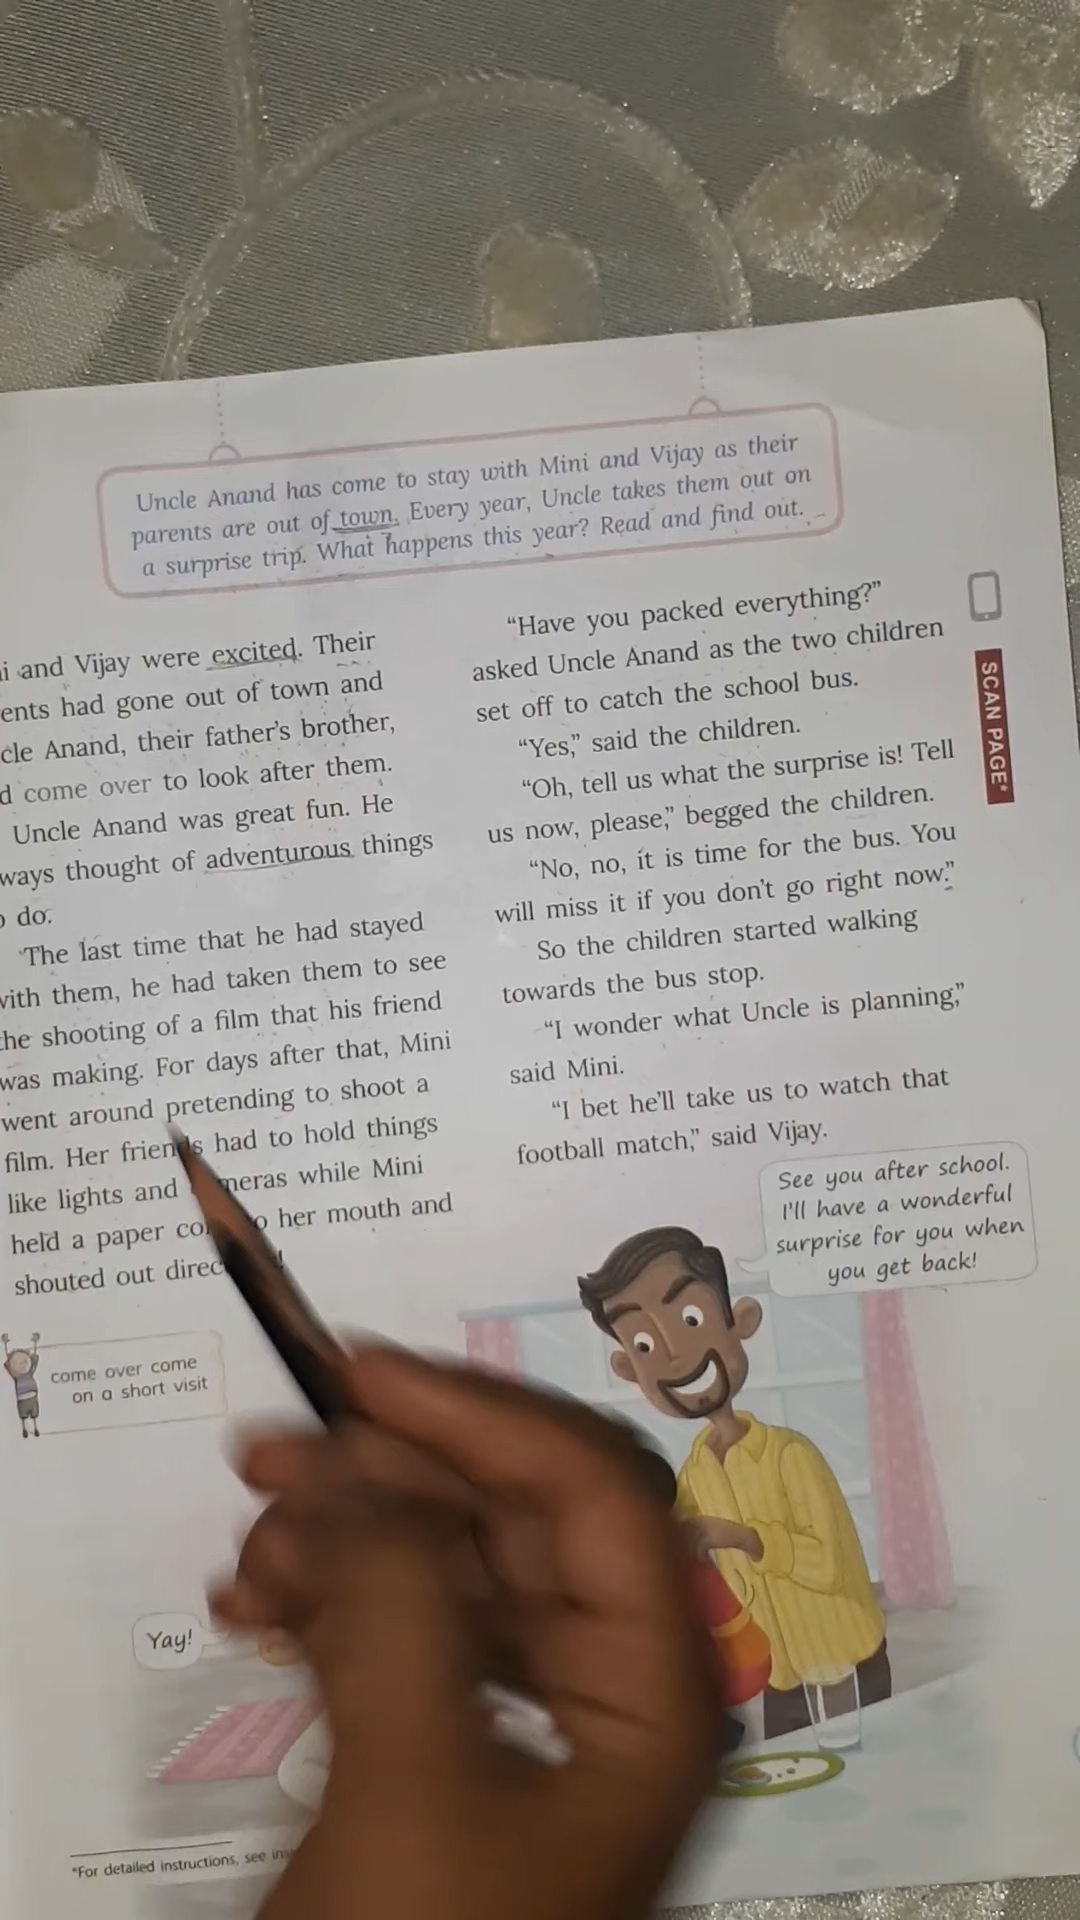 Uncle Anand has come to stay with Mini and Vijay as their
parents are out of town. Every year, Uncle takes them out on
a surprise trip. What happens this year? Read and find out.
i and Vijay were excited. Their
ents had gone out of town and
cle Anand, their father's brother,
d come over to look after them.
Uncle Anand was great fun. He
ways thought of adventurous things
o do.
The last time that he had stayed
with them, he had taken them to see
the shooting of a film that his friend
was making. For days after that, Mini
went around pretending to shoot a
film. Her friends had to hold things
like lights and meras while Mini
held a paper co o her mouth and
shouted out direc !
come over come
on a short visit
"Have you packed everything?"
asked Uncle Anand as the two children
set off to catch the school bus.
"Yes," said the children.
"Oh, tell us what the surprise is! Tell
us now, please," begged the children.
"No, no, it is time for the bus. You
will miss it if you don't go right now."
So the children started walking
towards the bus stop.
"I wonder what Uncle is planning,"
said Mini.
"I bet he'll take us to watch that
football match," said Vijay.
SCAN PAGE*
See you after school.
I'll have a wonderful
surprise for you when
you get back!
Yay!
*For detailed instructions, see ins